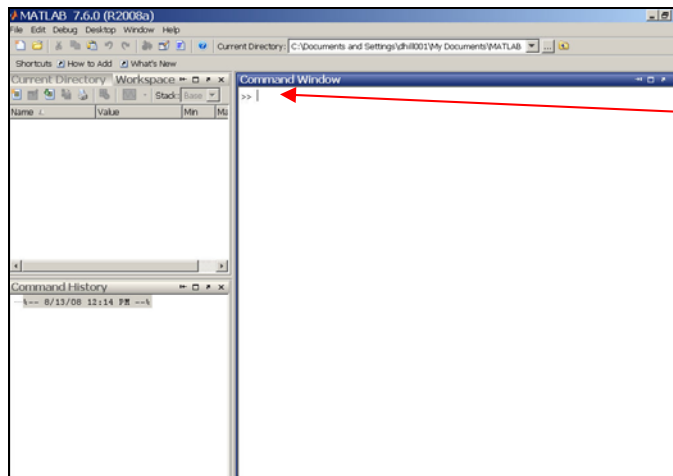 MATLAB 7.6.0 (R2008a)
File Edit Debug Desktop Window Help
Current Directory: C:\Documents and Settings\dhill001\My Documents\MATLAB
Shortcuts How to Add What's New
Current Directory Workspace
Stack: Base
Name Value Min Ma
Command History
%-- 8/13/08 12:14 PM --%
Command Window
>>